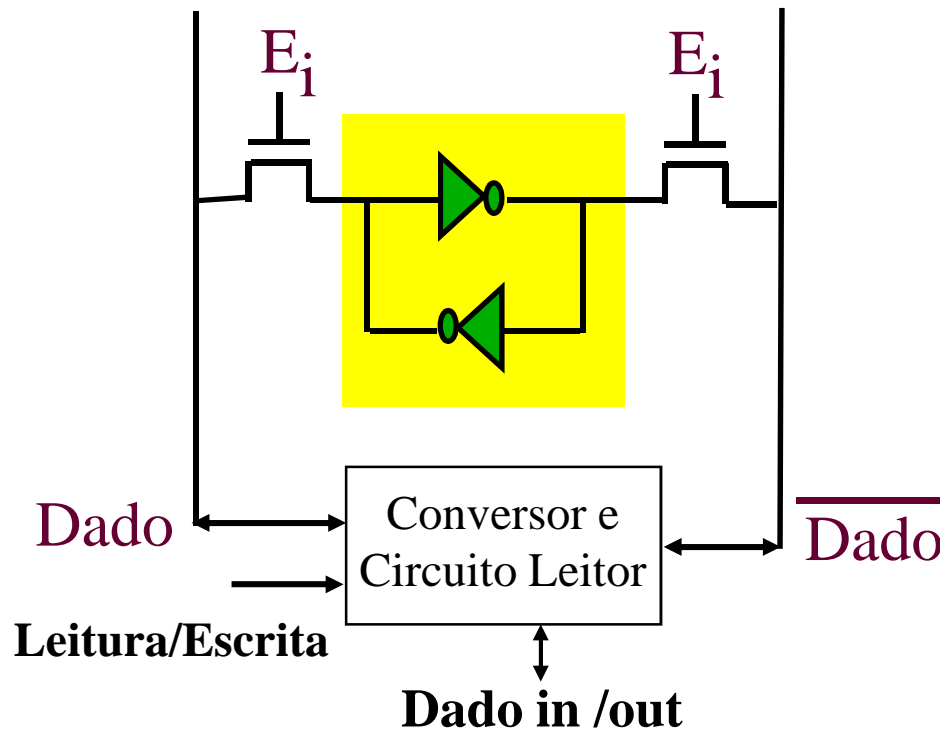 Ei
Ei
Dado
Conversor e
Circuito Leitor
Dado
Leitura/Escrita
Dado in /out